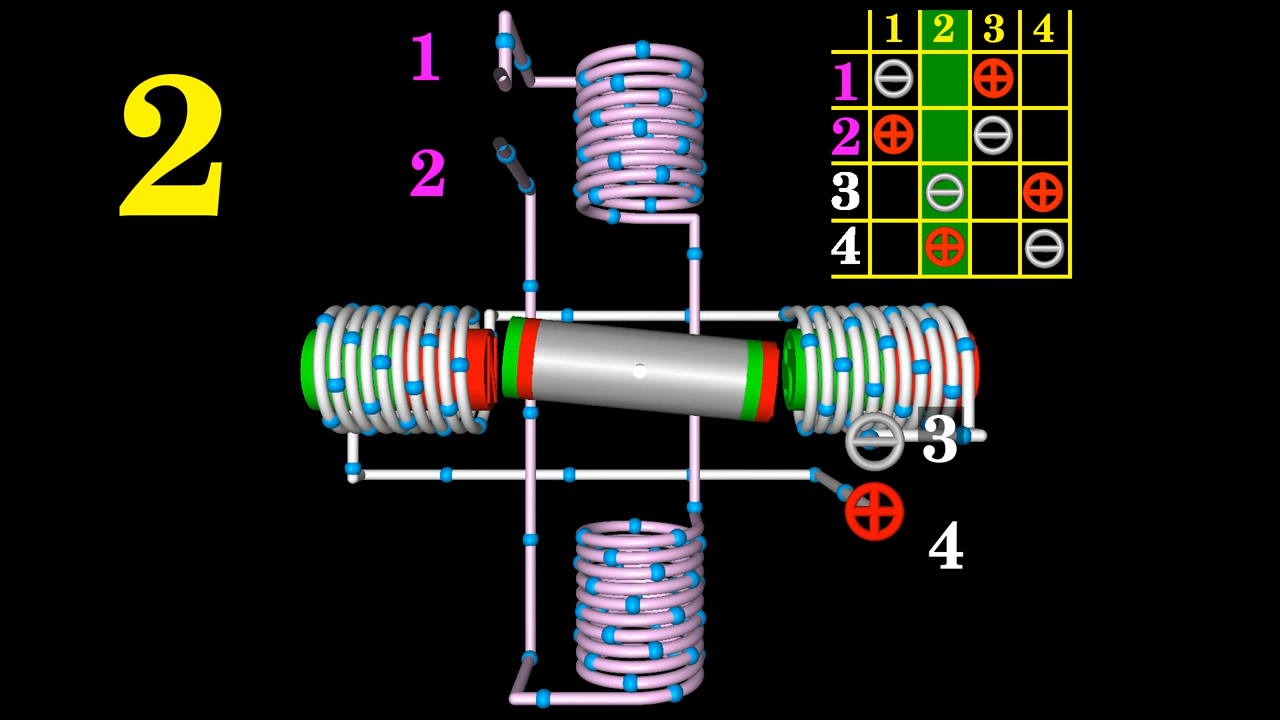 2
1
2
1 2 3 4
1 ⊖ ⊕
2 ⊕ ⊖
3 ⊖ ⊕
4 ⊕ ⊖
⊖ 3
⊕
4